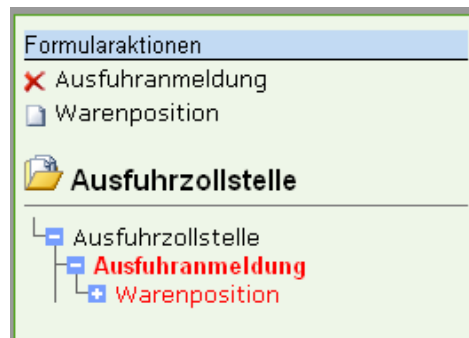 Formularaktionen
Ausfuhranmeldung
Warenposition
Ausfuhrzollstelle
Ausfuhrzollstelle
Ausfuhranmeldung
Warenposition